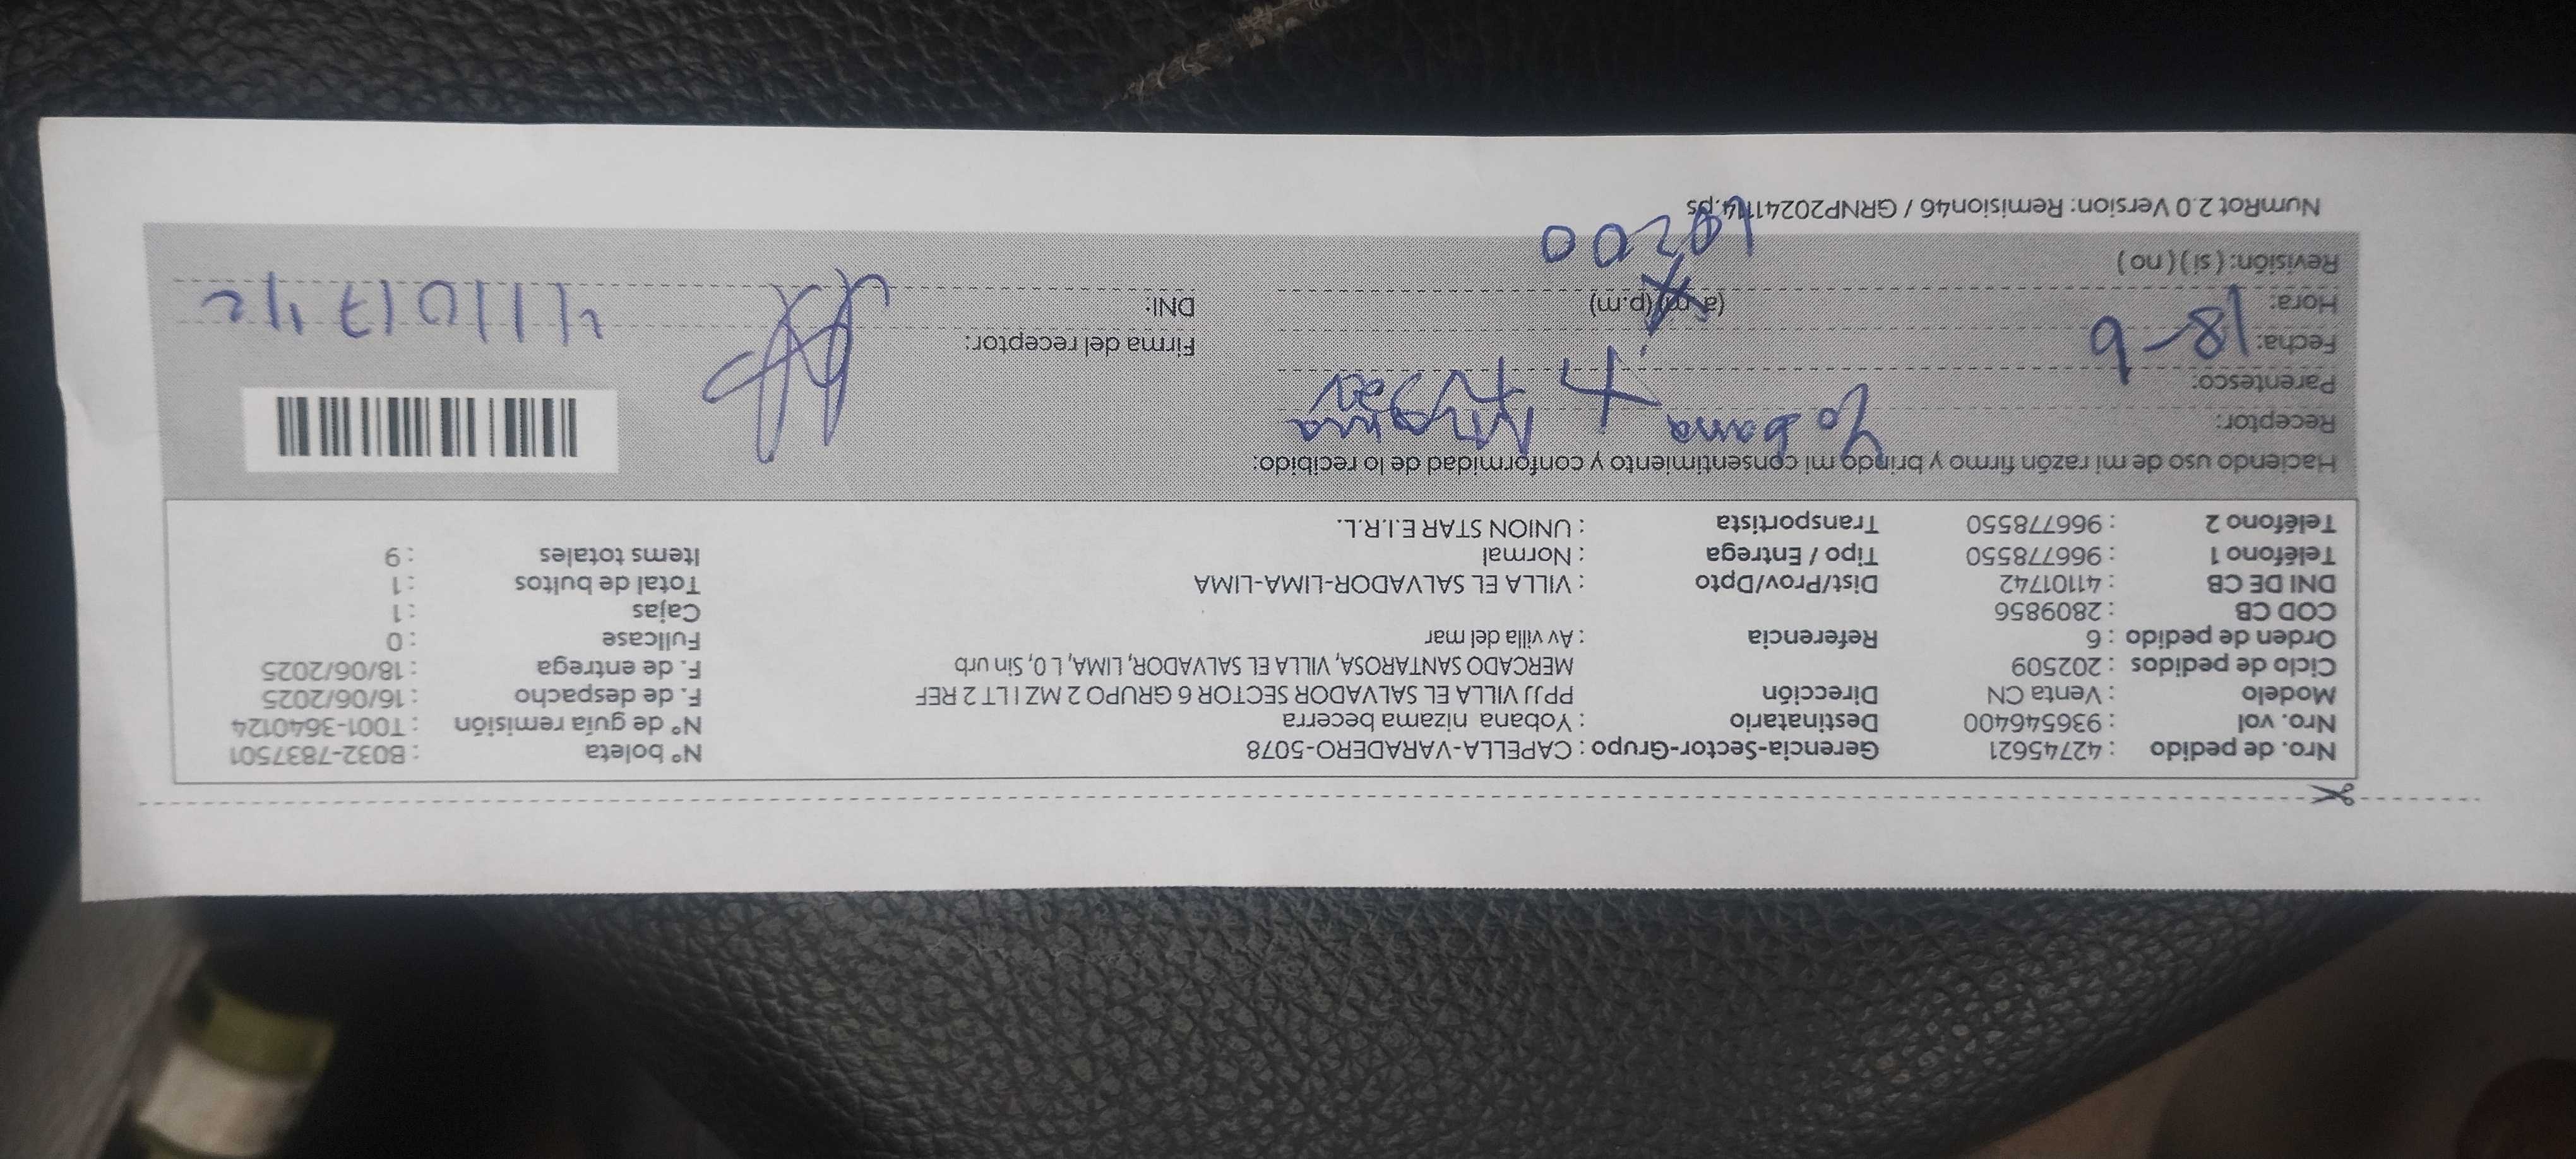 Nro. de pedido : 42745621 Gerencia-Sector-Grupo : CAPELLA-VARADERO-5078 N° boleta : B032-7837501
Nro. vol : 936546400 Destinatario : Yobana nizama becerra N° de guía remisión : T001-3640124
Modelo : Venta CN Dirección PPJJ VILLA EL SALVADOR SECTOR 6 GRUPO 2 MZ I LT 2 REF F. de despacho : 16/06/2025
Ciclo de pedidos : 202509 MERCADO SANTAROSA, VILLA EL SALVADOR, LIMA, L 0, Sin urb F. de entrega : 18/06/2025
Orden de pedido : 6 Referencia : Av villa del mar Fullcase : 0
COD CB : 2809856 Cajas : 1
DNI DE CB : 41101742 Dist/Prov/Dpto : VILLA EL SALVADOR-LIMA-LIMA Total de bultos : 1
Teléfono 1 : 966778550 Tipo / Entrega : Normal Items totales : 9
Teléfono 2 : 966778550 Transportista : UNION STAR E.I.R.L.
Haciendo uso de mi razón firmo y brindo mi consentimiento y conformidad de lo recibido:
Receptor: Yobana
Parentesco:
Fecha: 18-6 Firma del receptor:
Hora: (a.m)(p.m) DNI: 41101742
Revisión: ( si ) ( no )
NumRot 2.0 Version: Remision46 / GRNP20241114.ps